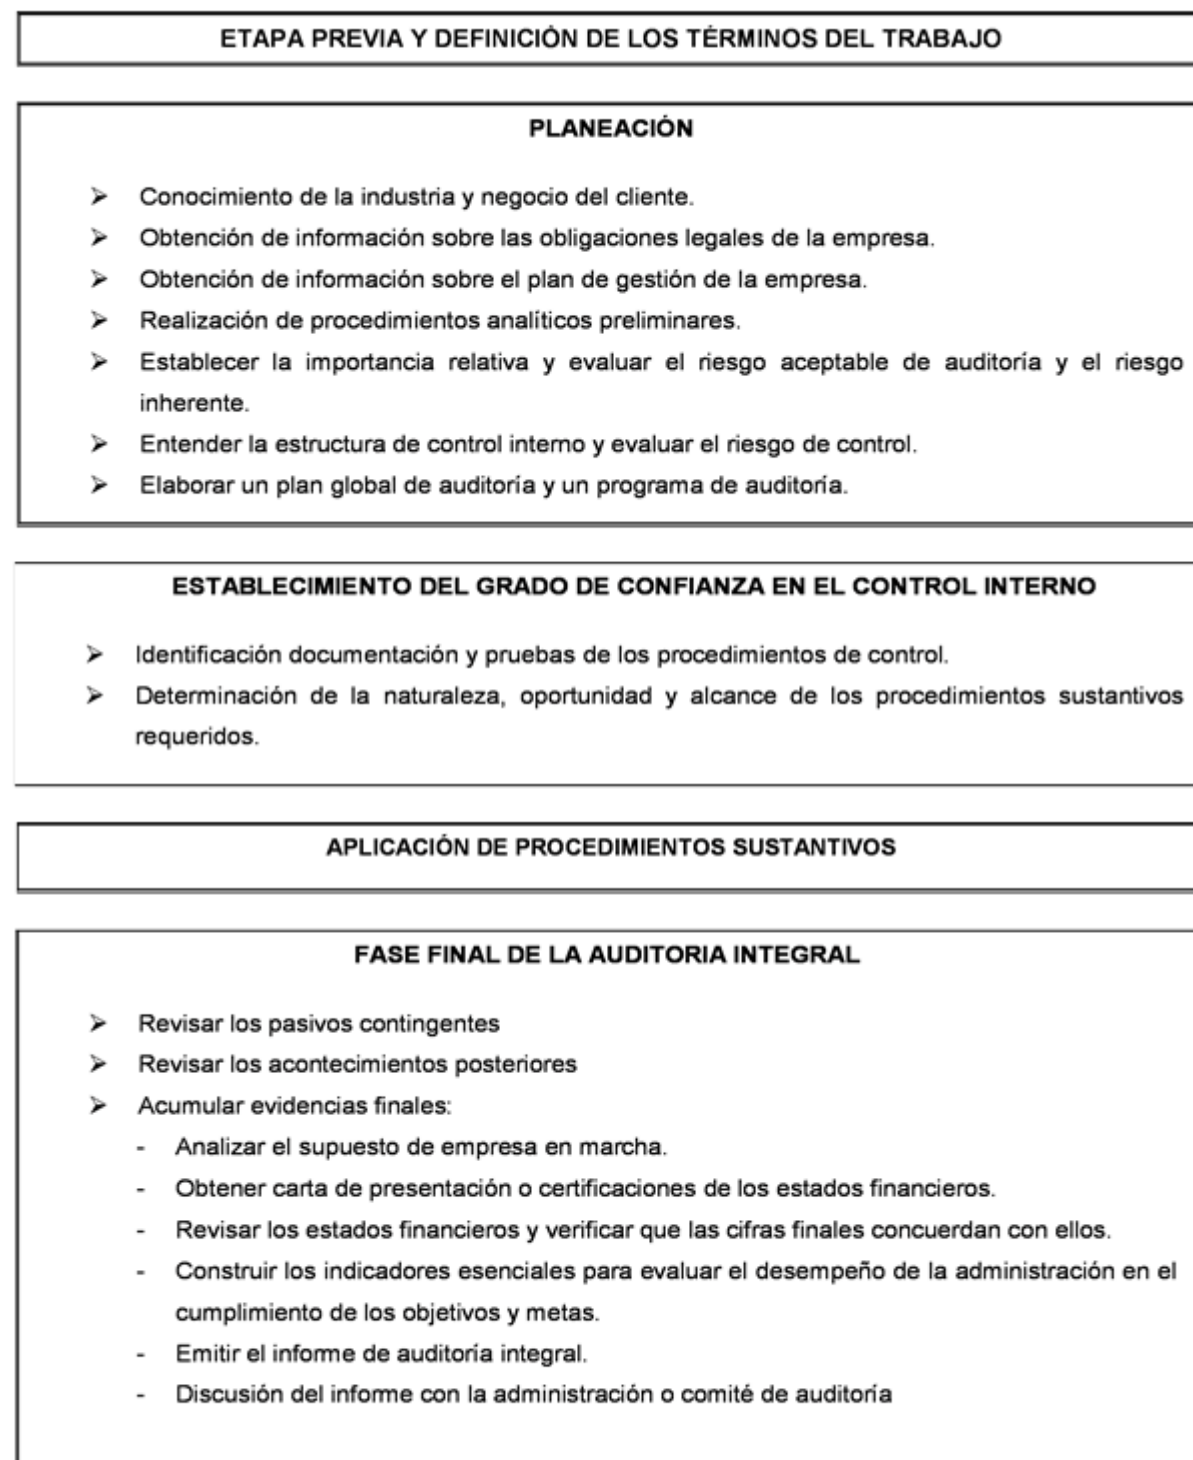 ETAPA PREVIA Y DEFINICIÓN DE LOS TÉRMINOS DEL TRABAJO
PLANEACIÓN
➢ Conocimiento de la industria y negocio del cliente.
➢ Obtención de información sobre las obligaciones legales de la empresa.
➢ Obtención de información sobre el plan de gestión de la empresa.
➢ Realización de procedimientos analíticos preliminares.
➢ Establecer la importancia relativa y evaluar el riesgo aceptable de auditoría y el riesgo
inherente.
➢ Entender la estructura de control interno y evaluar el riesgo de control.
➢ Elaborar un plan global de auditoría y un programa de auditoría.
ESTABLECIMIENTO DEL GRADO DE CONFIANZA EN EL CONTROL INTERNO
➢ Identificación documentación y pruebas de los procedimientos de control.
➢ Determinación de la naturaleza, oportunidad y alcance de los procedimientos sustantivos
requeridos.
APLICACIÓN DE PROCEDIMIENTOS SUSTANTIVOS
FASE FINAL DE LA AUDITORIA INTEGRAL
➢ Revisar los pasivos contingentes
➢ Revisar los acontecimientos posteriores
➢ Acumular evidencias finales:
- Analizar el supuesto de empresa en marcha.
- Obtener carta de presentación o certificaciones de los estados financieros.
- Revisar los estados financieros y verificar que las cifras finales concuerdan con ellos.
- Construir los indicadores esenciales para evaluar el desempeño de la administración en el
cumplimiento de los objetivos y metas.
- Emitir el informe de auditoría integral.
- Discusión del informe con la administración o comité de auditoría